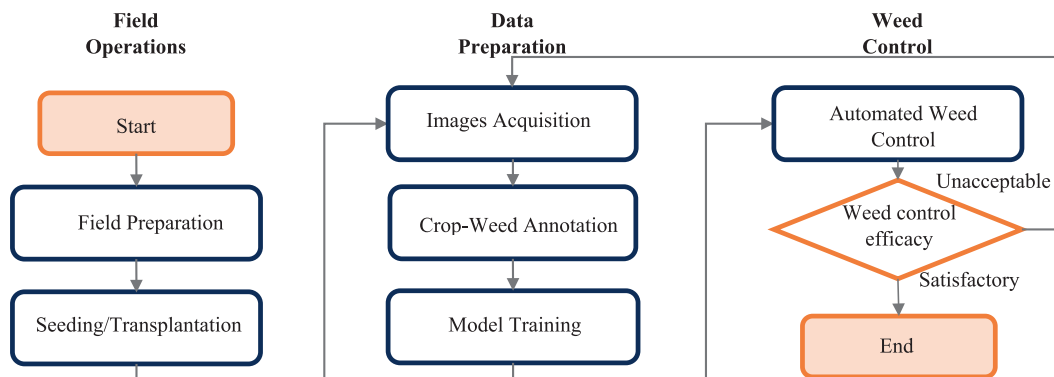 Field
Operations
Start
Field Preparation
Seeding/Transplantation
Data
Preparation
Images Acquisition
Crop-Weed Annotation
Model Training
Weed
Control
Automated Weed
Control
Unacceptable
Weed control
efficacy
Satisfactory
End